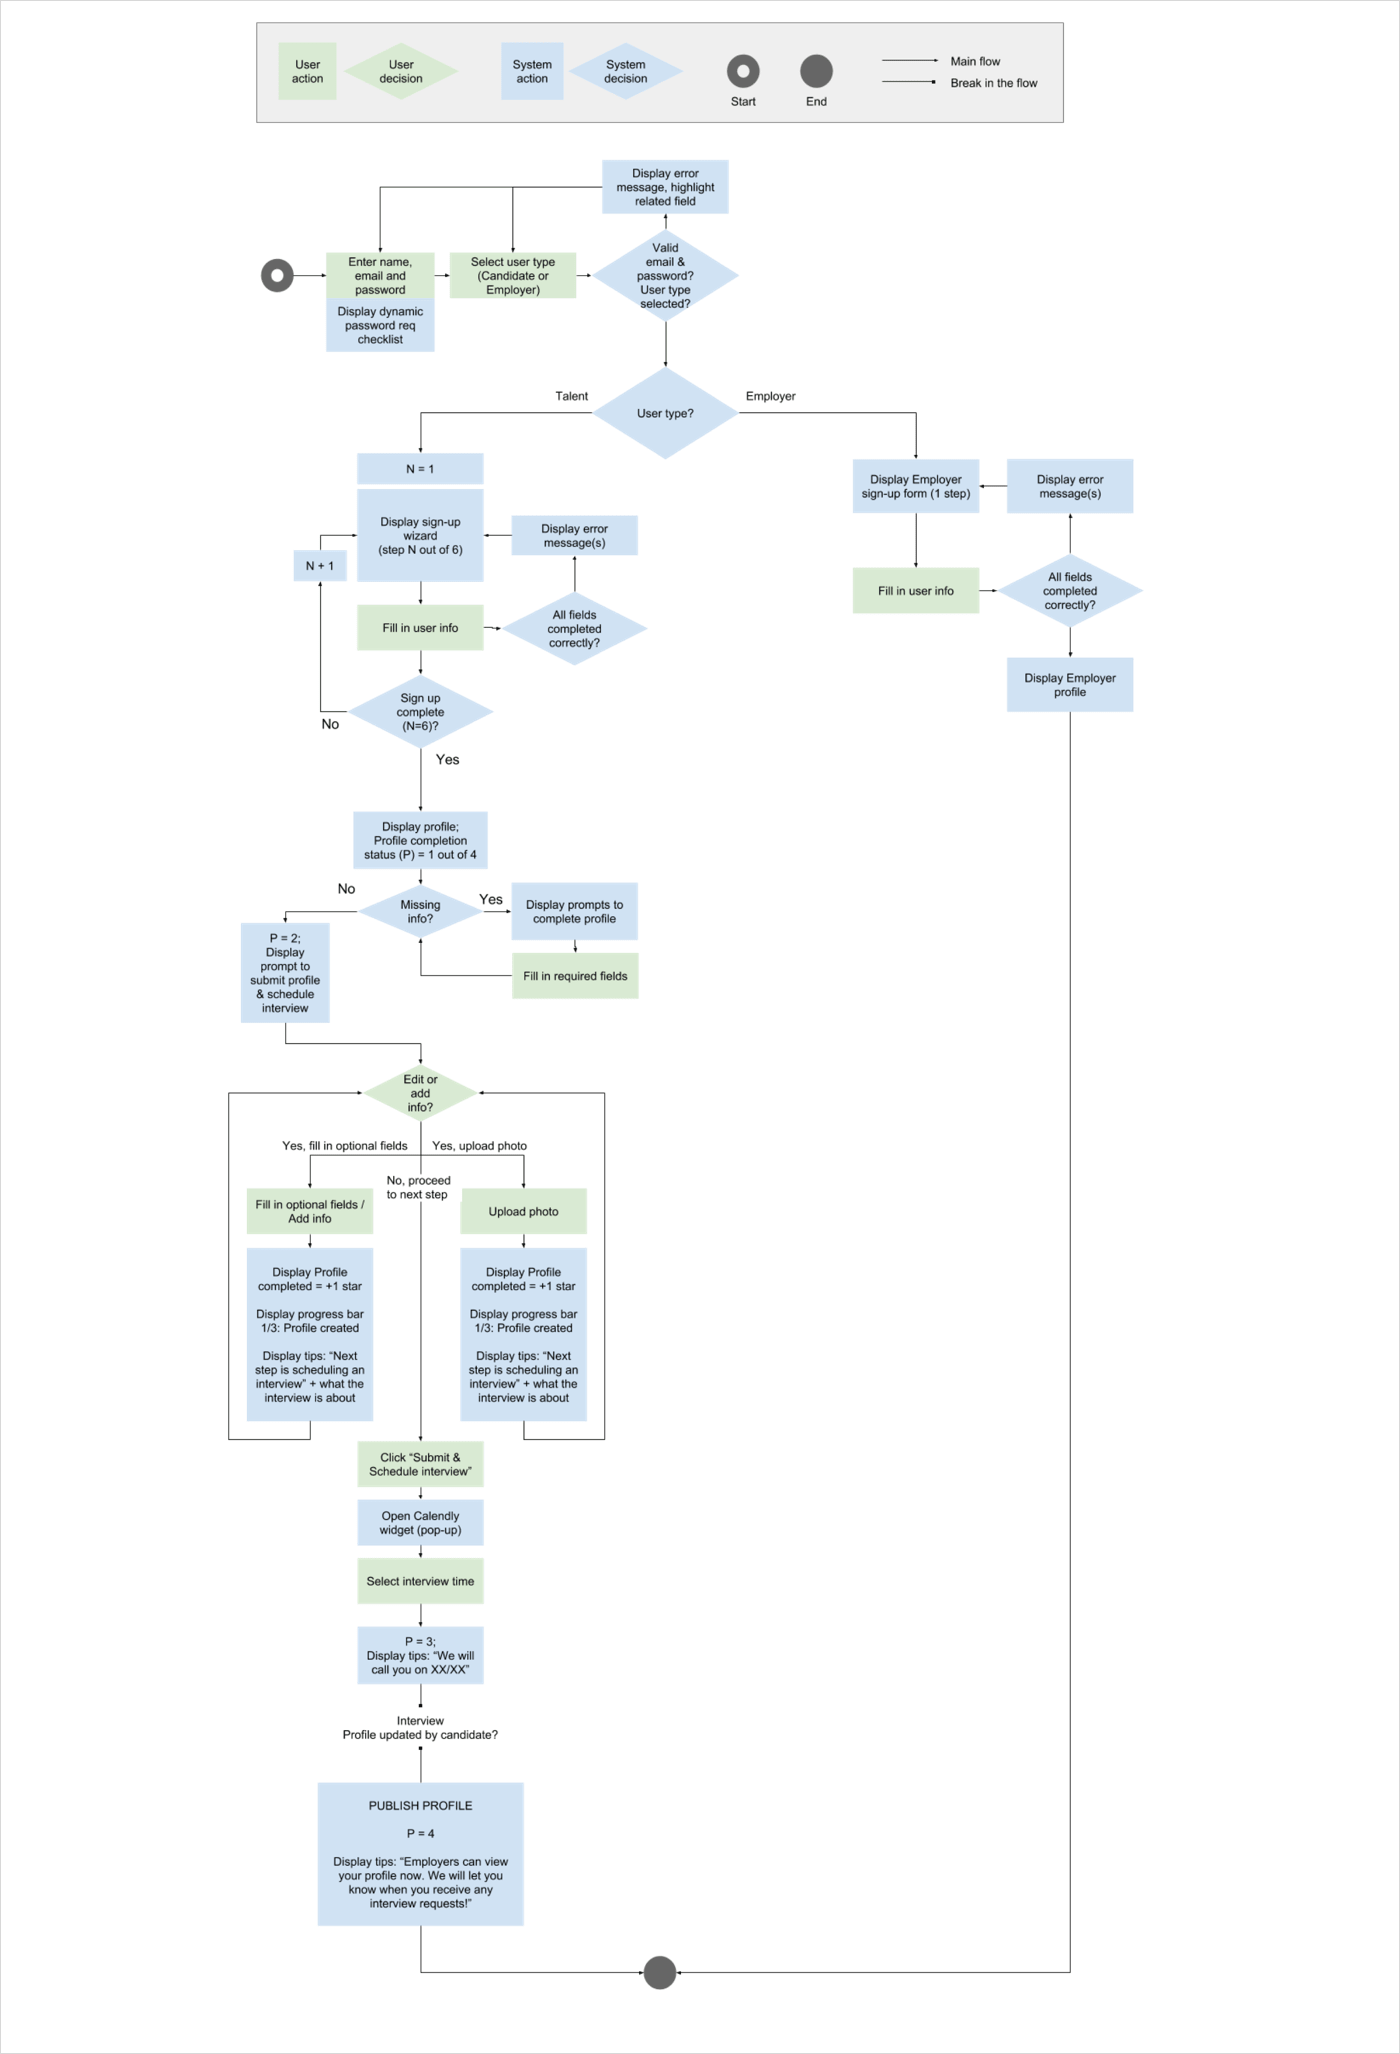 User
action
User
decision
System
action
System
decision
Start
End
Main flow
Break in the flow
Display error
message, highlight
related field
Enter name,
email and
password
Display dynamic
password req
checklist
Select user type
(Candidate or
Employer)
Valid
email &
password?
User type
selected?
Talent
User type?
Employer
N = 1
Display sign-up
wizard
(step N out of 6)
Display error
message(s)
N + 1
Fill in user info
All fields
completed
correctly?
Sign up
complete
(N=6)?
No
Yes
Display Employer
sign-up form (1 step)
Display error
message(s)
Fill in user info
All fields
completed
correctly?
Display Employer
profile
Display profile;
Profile completion
status (P) = 1 out of 4
No
Missing
info?
Yes
Display prompts to
complete profile
Fill in required fields
P = 2;
Display
prompt to
submit profile
& schedule
interview
Edit or
add
info?
Yes, fill in optional fields
Yes, upload photo
No, proceed
to next step
Fill in optional fields /
Add info
Upload photo
Display Profile
completed = +1 star
Display progress bar
1/3: Profile created
Display tips: “Next
step is scheduling an
interview” + what the
interview is about
Display Profile
completed = +1 star
Display progress bar
1/3: Profile created
Display tips: “Next
step is scheduling an
interview” + what the
interview is about
Click “Submit &
Schedule interview”
Open Calendly
widget (pop-up)
Select interview time
P = 3;
Display tips: “We will
call you on XX/XX”
Interview
Profile updated by candidate?
PUBLISH PROFILE
P = 4
Display tips: “Employers can view
your profile now. We will let you
know when you receive any
interview requests!”